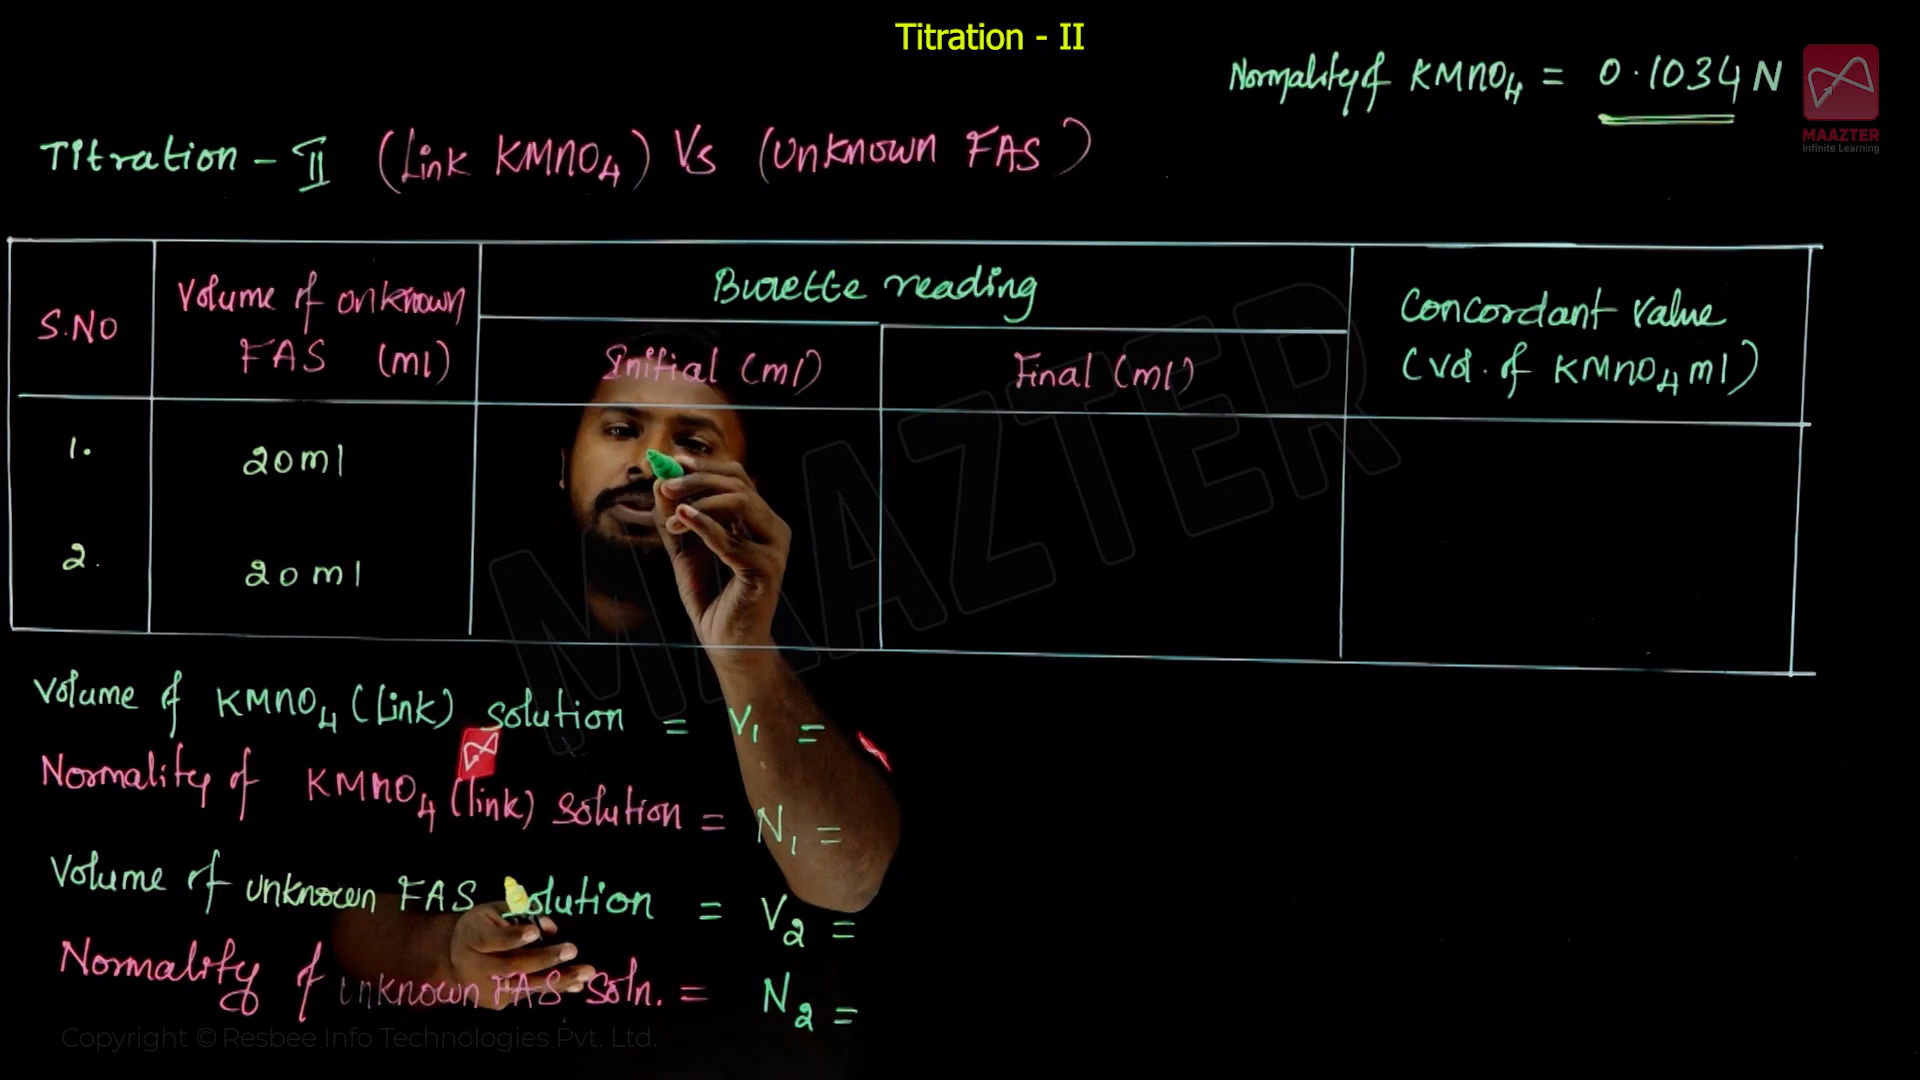 Titration - II
Normality of KMnO4 = 0.1034 N
MAAZTER
Infinite Learning
Titration - II (Link KMnO4) Vs (Unknown FAS)
S.NO
Volume of unknown FAS (ml)
Burette reading
Initial (ml)
Final (ml)
Concordant Value (Vol. of KMnO4 ml)
1. 20ml
2. 20 ml
MAAZTER
Volume of KMnO4 (Link) Solution = V1 =
Normality of KMnO4 (link) Solution = N1 =
Volume of unknown FAS Solution = V2 =
Normality of unknown FAS Soln. = N2 =
Copyright © Resbee Info Technologies Pvt. Ltd.